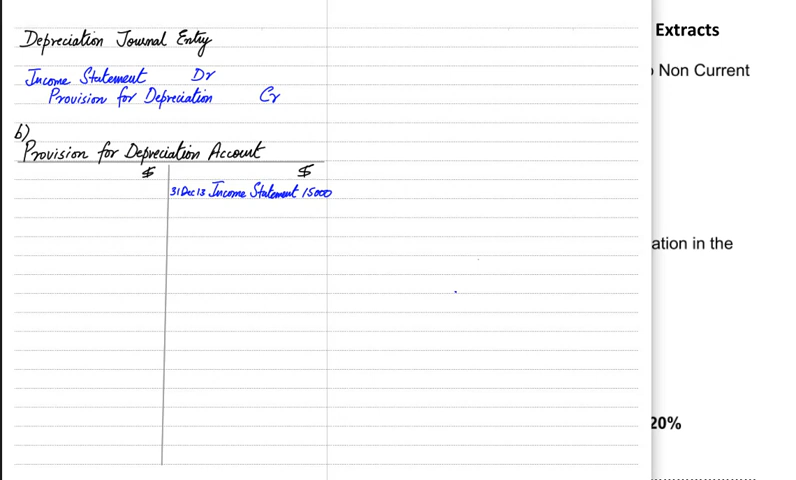 Depreciation Journal Entry
Income Statement Dr
Provision for Depreciation Cr
b)
Provision for Depreciation Account
$ $
31 Dec 13 Income Statement 15000
Extracts
Non Current
ation in the
20%